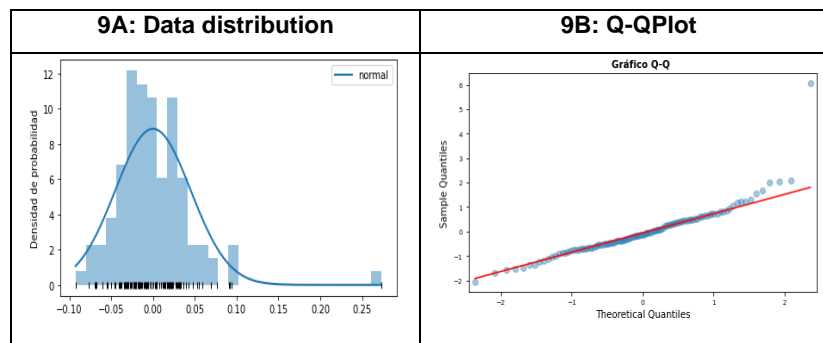 9A: Data distribution
9B: Q-QPlot
normal
Densidad de probabilidad
12
10
8
6
4
2
0
−0.10 −0.05 0.00 0.05 0.10 0.15 0.20 0.25
Gráfico Q-Q
Sample Quantiles
6
5
4
3
2
1
0
−1
−2
−2 −1 0 1 2
Theoretical Quantiles